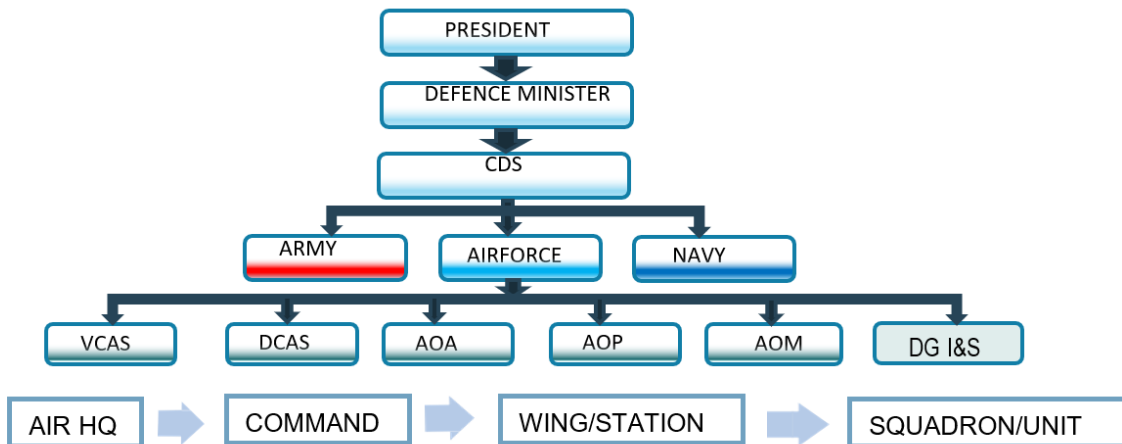 PRESIDENT
DEFENCE MINISTER
CDS
ARMY
AIRFORCE
NAVY
VCAS
DCAS
AOA
AOP
AOM
DG I&S
AIR HQ
COMMAND
WING/STATION
SQUADRON/UNIT